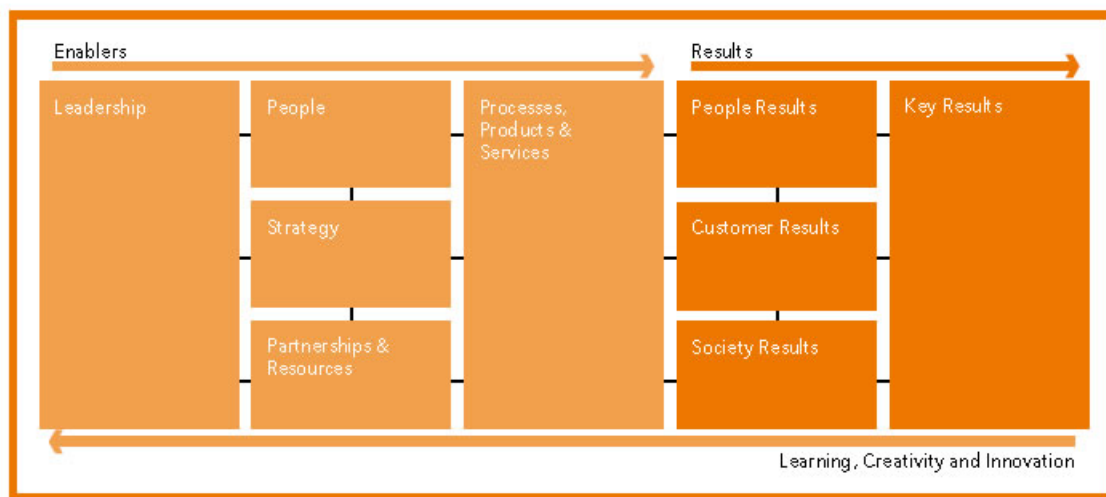 Enablers
Results
Leadership
People
Processes,
Products &
Services
People Results
Key Results
Strategy
Customer Results
Partnerships &
Resources
Society Results
Learning, Creativity and Innovation